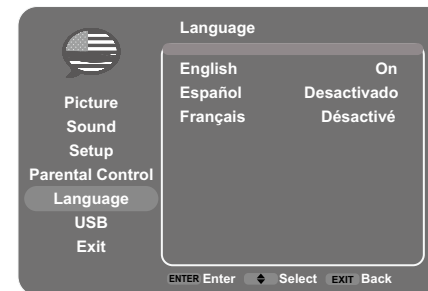 Language
English On
Español Desactivado
Français Désactivé
Picture
Sound
Setup
Parental Control
Language
USB
Exit
ENTER Enter Select EXIT Back